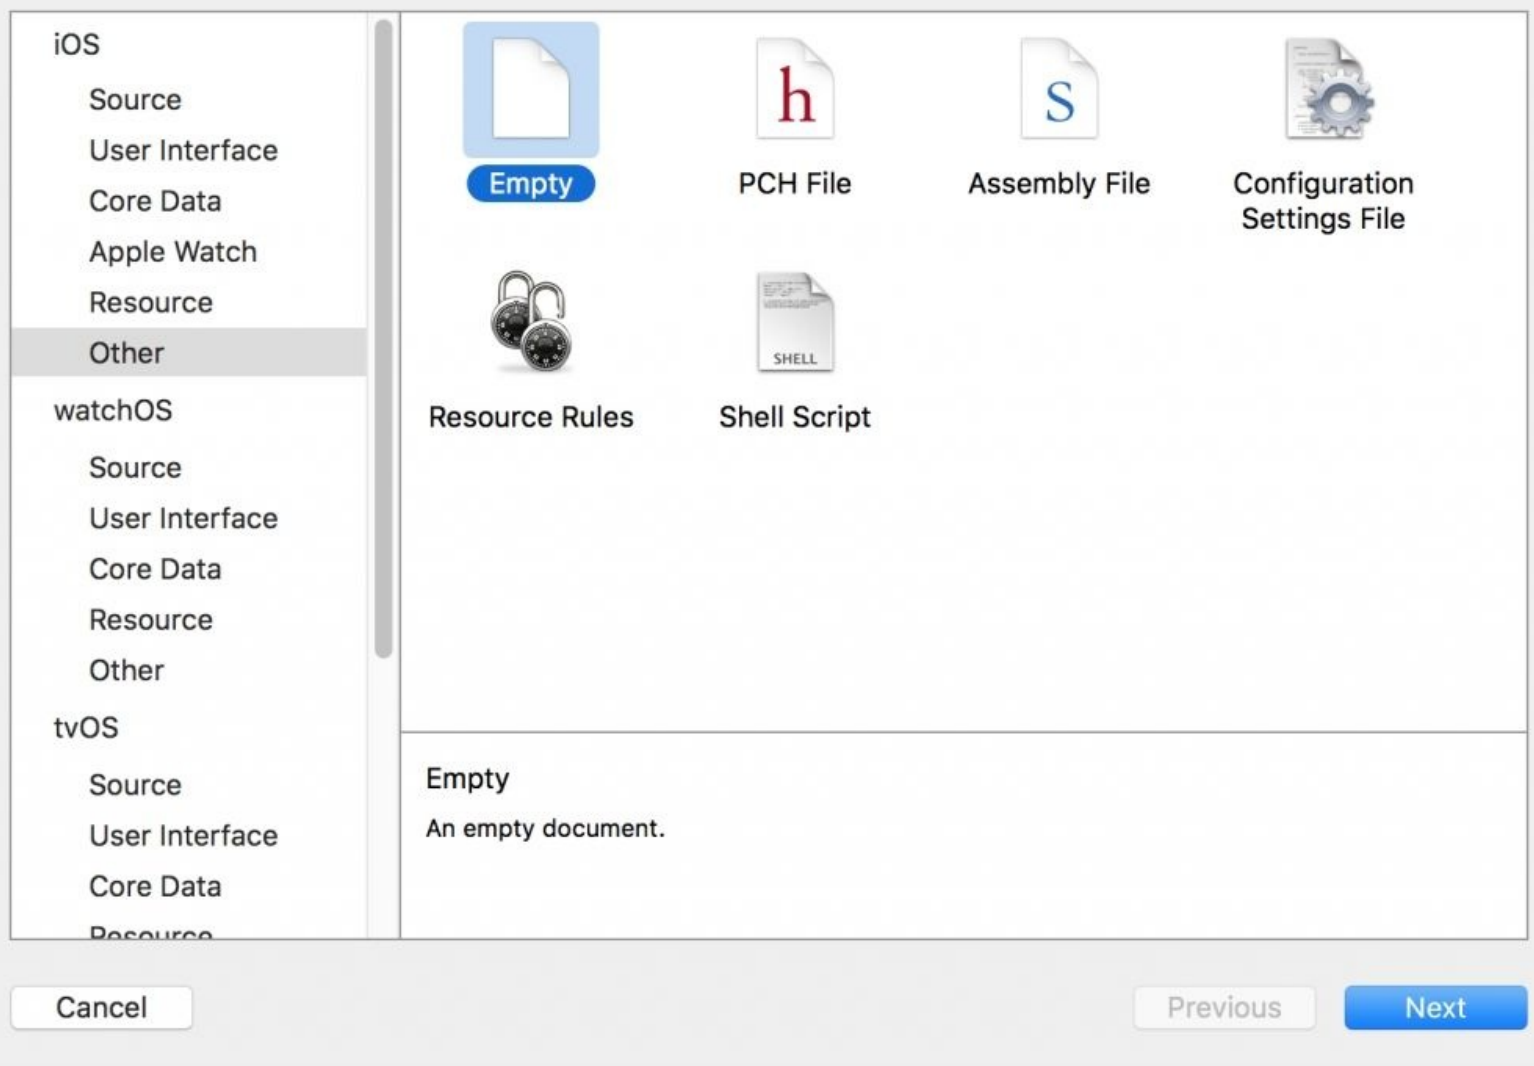 iOS
Source
User Interface
Core Data
Apple Watch
Resource
Other
watchOS
Source
User Interface
Core Data
Resource
Other
tvOS
Source
User Interface
Core Data
Resource
h
S
Empty
PCH File
Assembly File
Configuration
Settings File
SHELL
Resource Rules
Shell Script
Empty
An empty document.
Cancel
Previous
Next